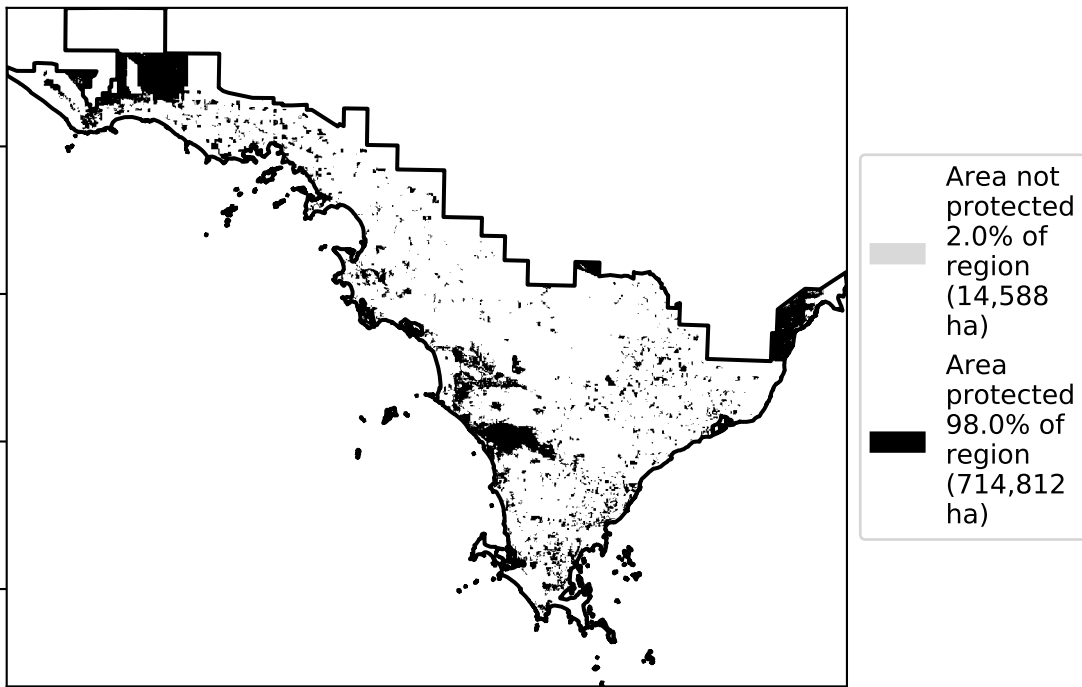 Area not
protected
2.0% of
region
(14,588
ha)
Area
protected
98.0% of
region
(714,812
ha)